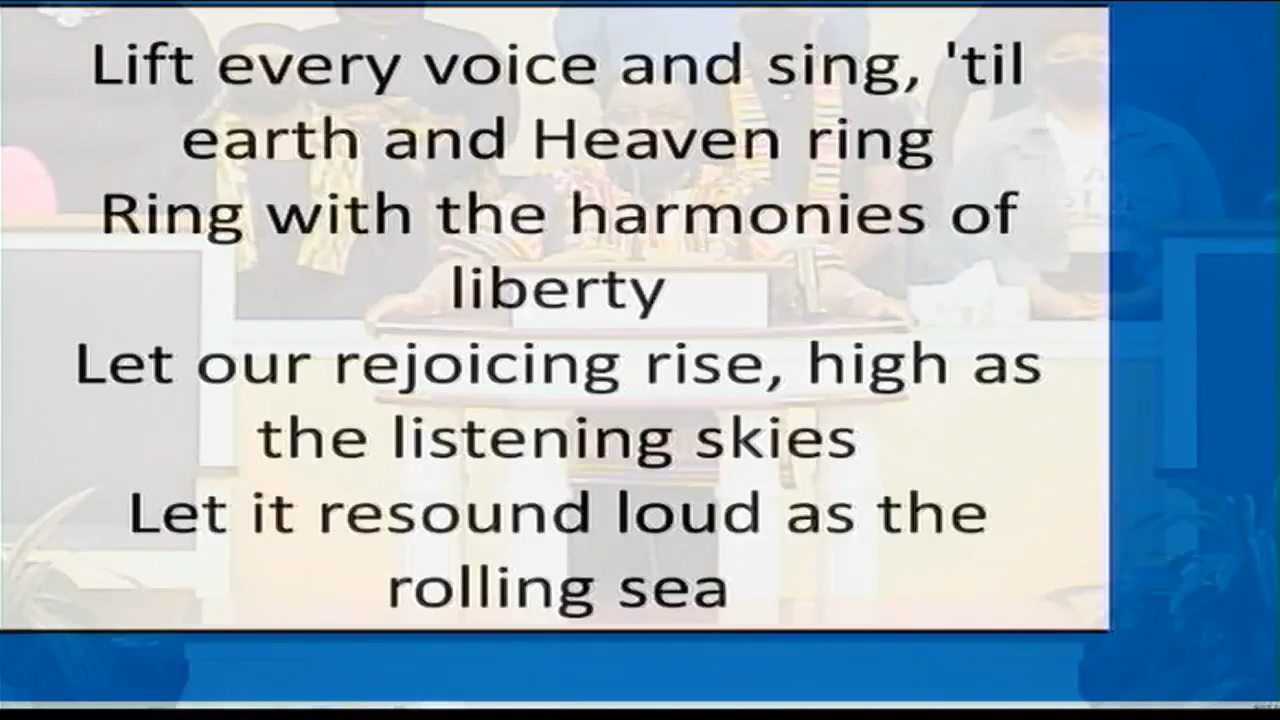 Lift every voice and sing, 'til
earth and Heaven ring
Ring with the harmonies of
liberty
Let our rejoicing rise, high as
the listening skies
Let it resound loud as the
rolling sea